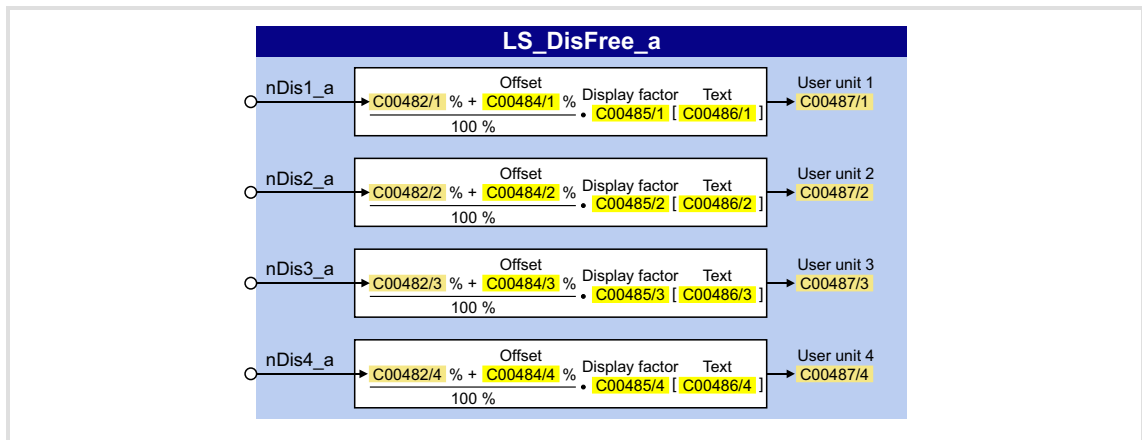 LS_DisFree_a
nDis1_a
Offset
Display factor Text
User unit 1
C00482/1 % + C00484/1 % • C00485/1 [ C00486/1 ]
C00487/1
100 %
nDis2_a
Offset
Display factor Text
User unit 2
C00482/2 % + C00484/2 % • C00485/2 [ C00486/2 ]
C00487/2
100 %
nDis3_a
Offset
Display factor Text
User unit 3
C00482/3 % + C00484/3 % • C00485/3 [ C00486/3 ]
C00487/3
100 %
nDis4_a
Offset
Display factor Text
User unit 4
C00482/4 % + C00484/4 % • C00485/4 [ C00486/4 ]
C00487/4
100 %